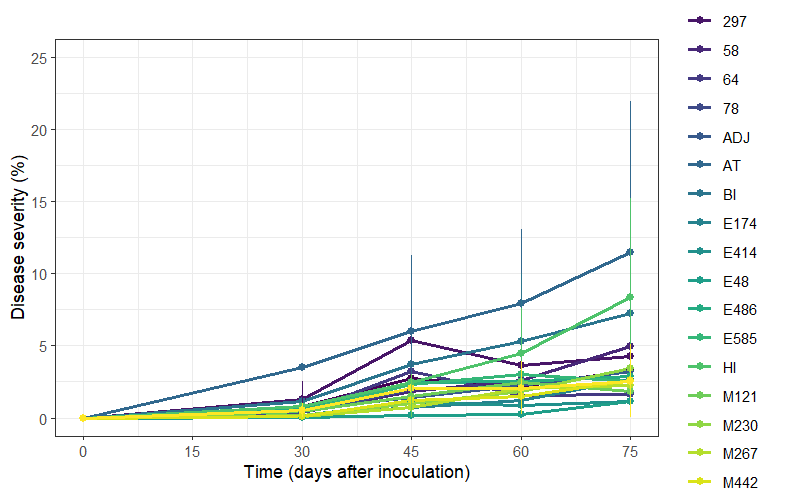 297
58
64
78
ADJ
AT
BI
E174
E414
E48
E486
E585
HI
M121
M230
M267
M442
25
20
15
10
5
0
Disease severity (%)
0 15 30 45 60 75
Time (days after inoculation)